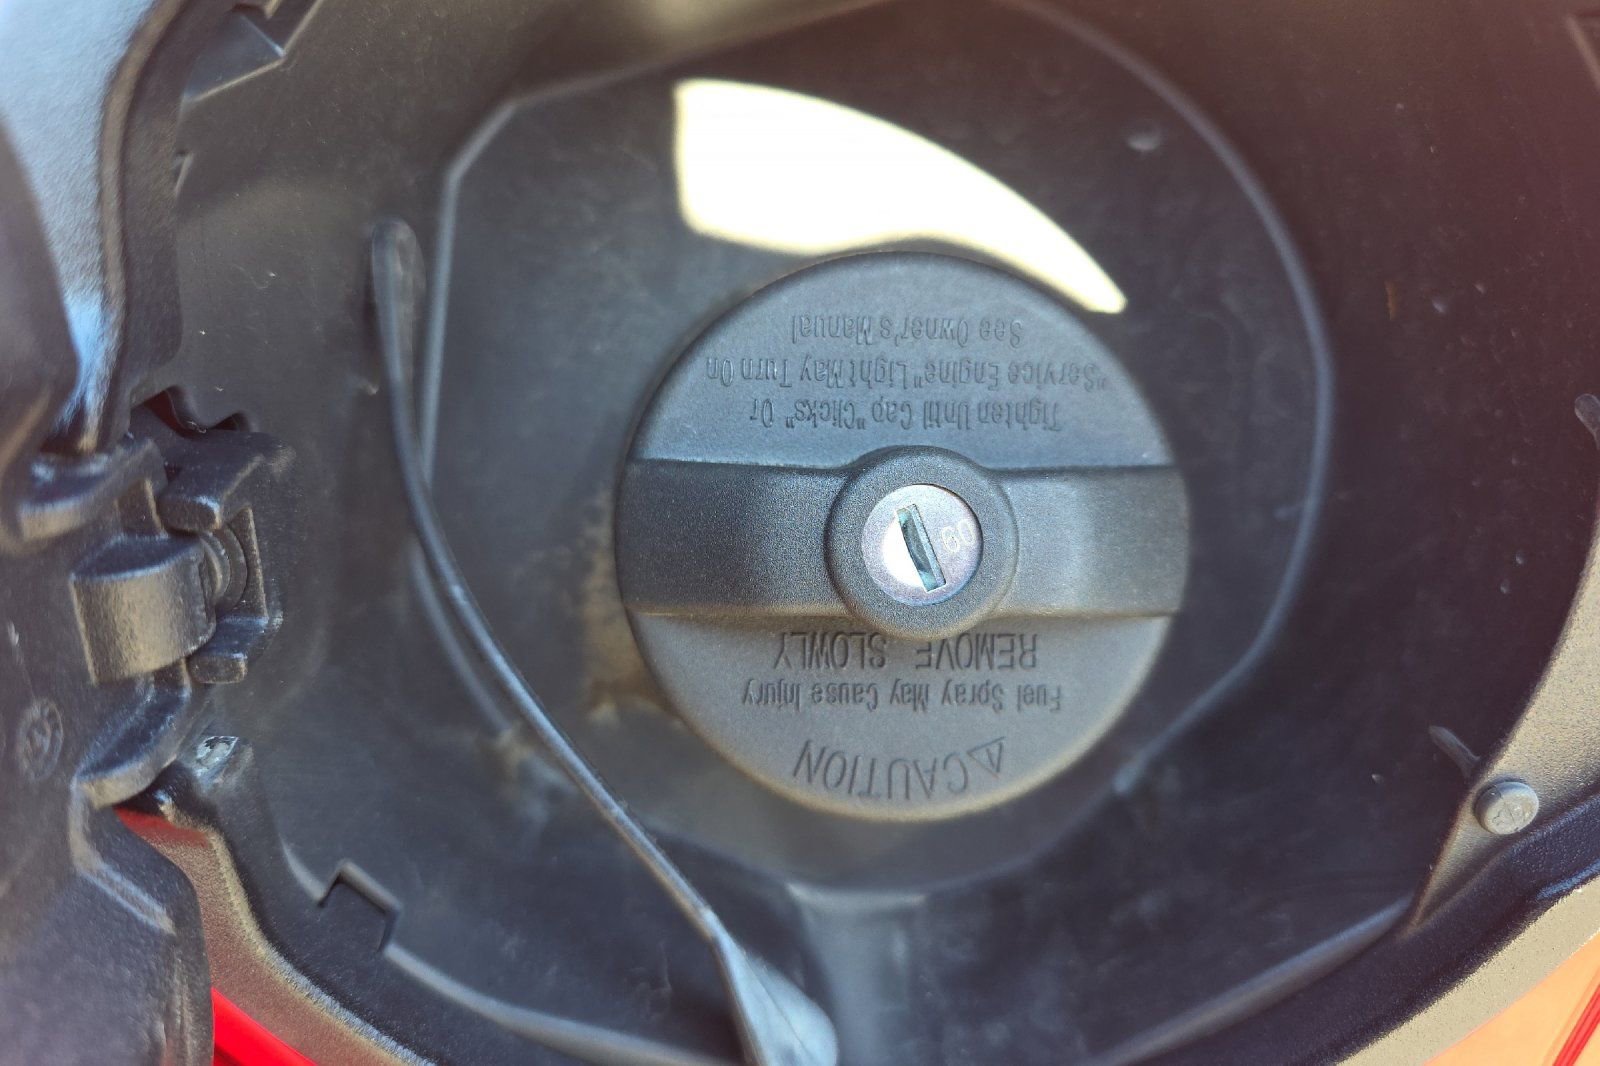 ⚠CAUTION
Fuel Spray May Cause Injury
REMOVE SLOWLY
Tighten Until Cap "Clicks" Or
"Service Engine" Light May Turn On
See Owner's Manual